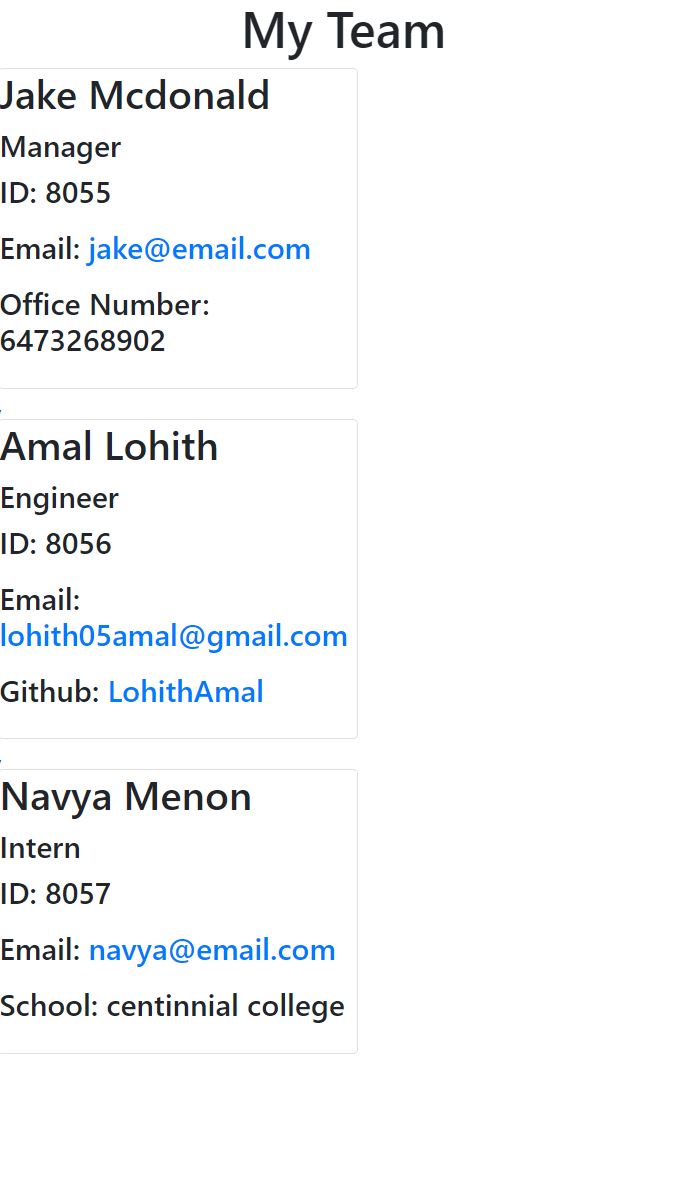 My Team
Jake Mcdonald
Manager
ID: 8055
Email: jake@email.com
Office Number:
6473268902
,
Amal Lohith
Engineer
ID: 8056
Email:
lohith05amal@gmail.com
Github: LohithAmal
,
Navya Menon
Intern
ID: 8057
Email: navya@email.com
School: centinnial college